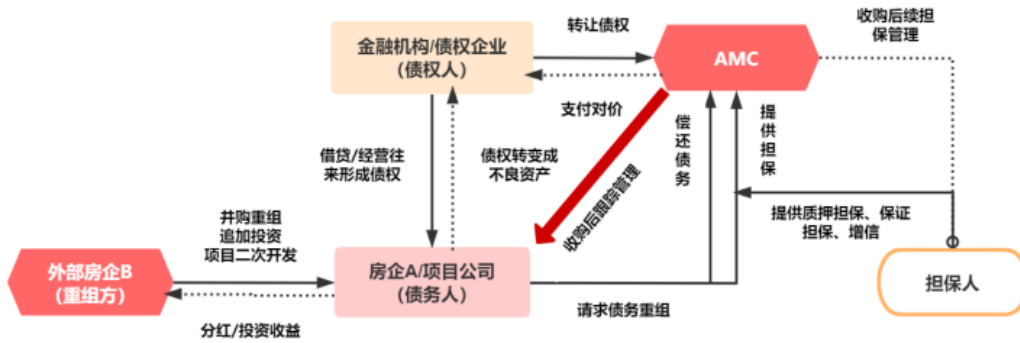 金融机构/债权企业
（债权人）
转让债权
AMC
收购后续担
保管理
支付对价
借贷/经营往
来形成债权
债权转变成
不良资产
收购后跟踪管理
偿还债务
提供担保
提供质押担保、保证
担保、增信
并购重组
追加投资
项目二次开发
外部房企B
（重组方）
房企A/项目公司
（债务人）
担保人
请求债务重组
分红/投资收益